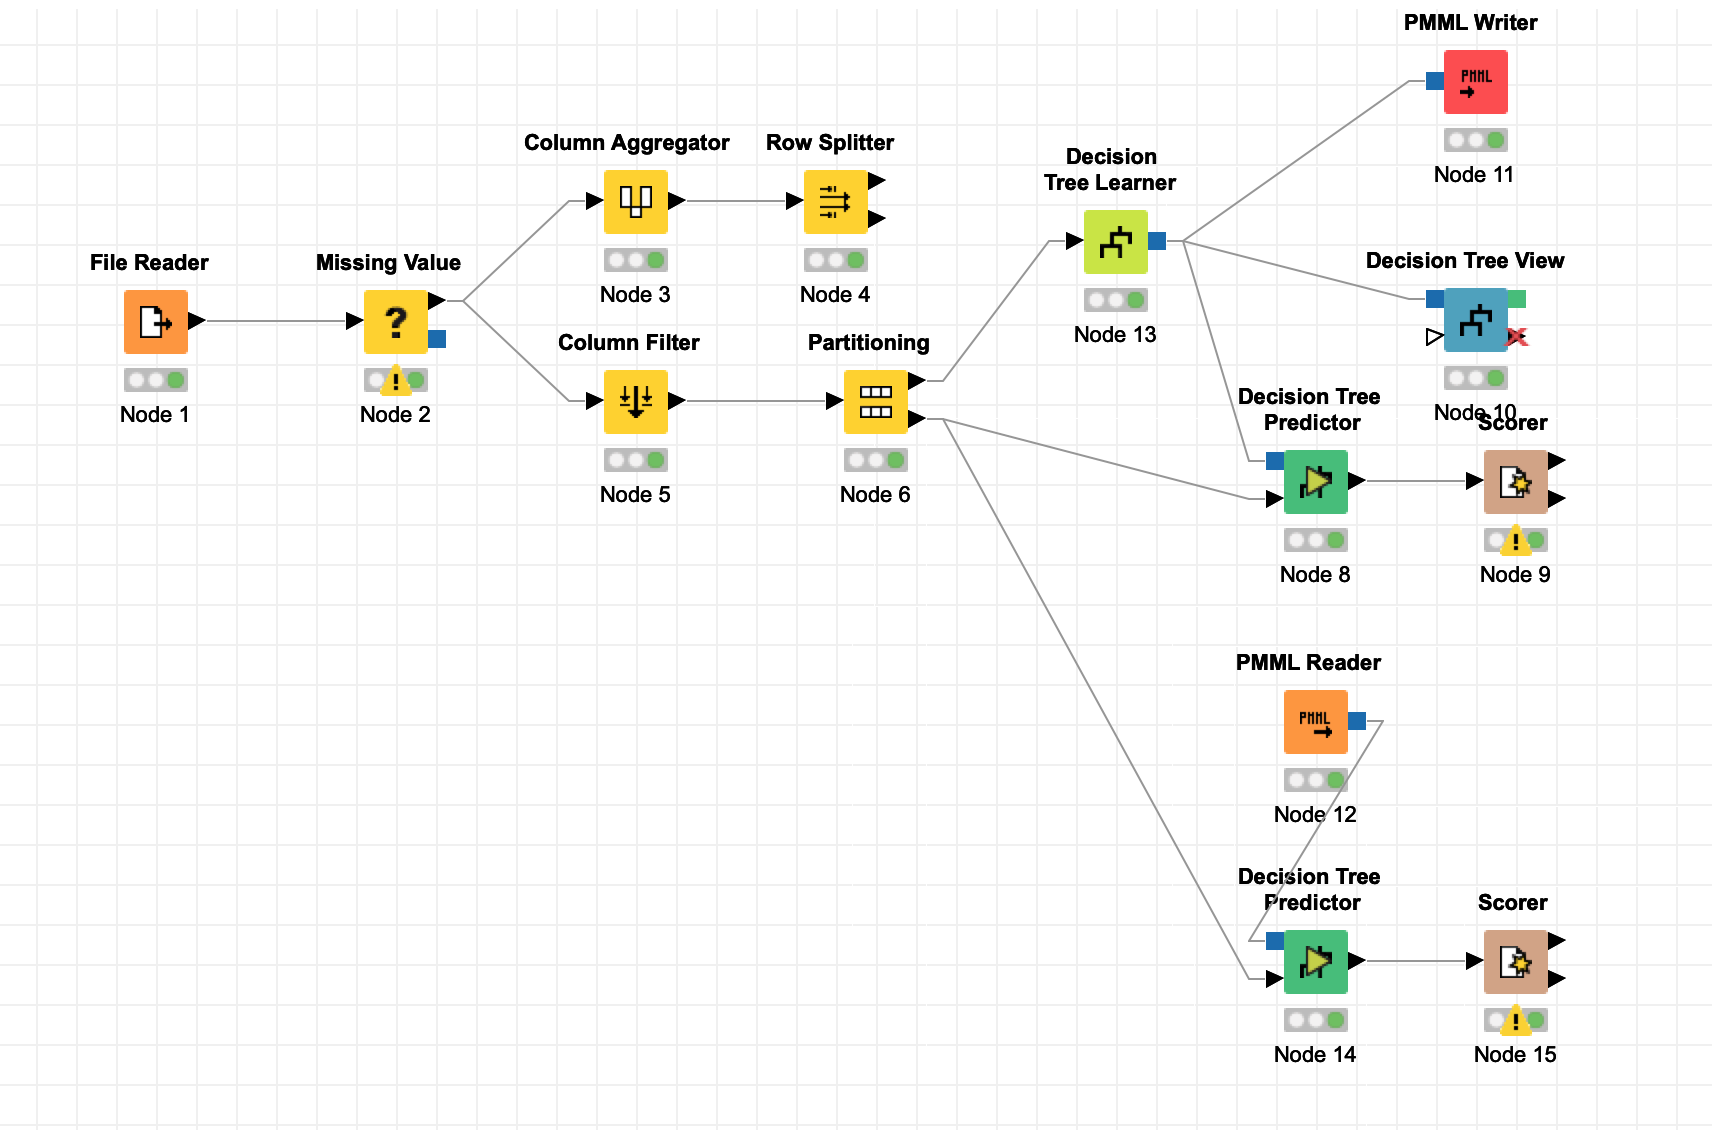 PMML Writer
PMML
Node 11
Column Aggregator
Row Splitter
Decision
Tree Learner
Node 3
Node 4
Node 13
File Reader
Missing Value
?
!
Node 1
Node 2
Decision Tree View
Node 10
Column Filter
Partitioning
Node 5
Node 6
Decision Tree
Predictor
Scorer
!
Node 8
Node 9
PMML Reader
PMML
Node 12
Decision Tree
Predictor
Scorer
!
Node 14
Node 15